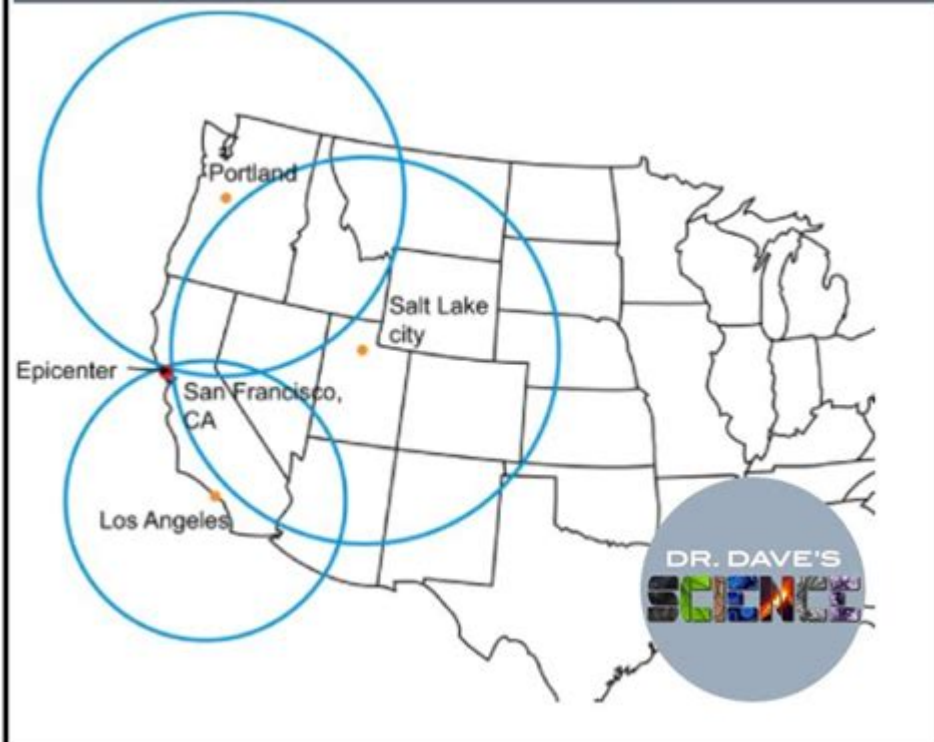 Portland
Salt Lake
city
Epicenter
San Francisco,
CA
Los Angeles
DR. DAVE'S
SCIENCE